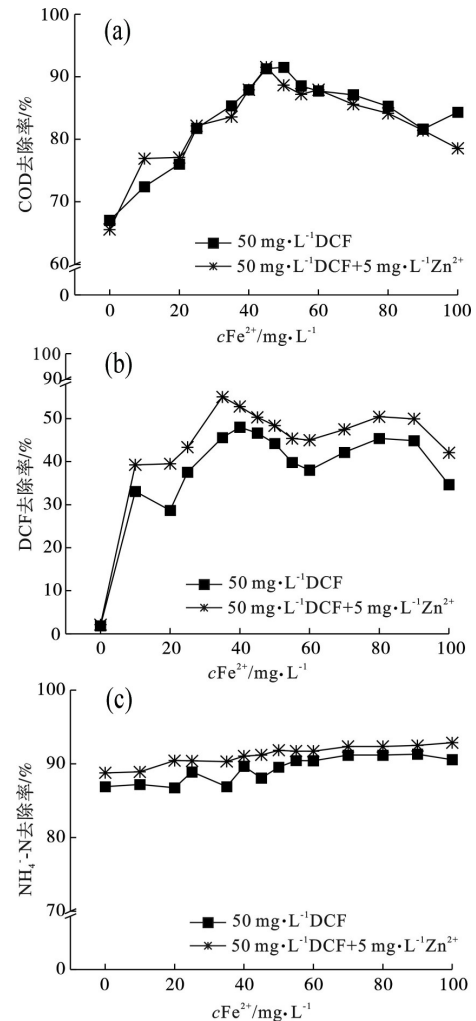 (a)
100
90
80
70
60
0
COD去除率/%
50 mg·L⁻¹DCF
50 mg·L⁻¹DCF+5 mg·L⁻¹Zn²⁺
0 20 40 60 80 100
cFe²⁺/mg·L⁻¹
(b)
100
90
50
40
30
20
10
0
DCF去除率/%
50 mg·L⁻¹DCF
50 mg·L⁻¹DCF+5 mg·L⁻¹Zn²⁺
0 20 40 60 80 100
cFe²⁺/mg·L⁻¹
(c)
100
90
80
70
0
NH₄⁻-N去除率/%
50 mg·L⁻¹DCF
50 mg·L⁻¹DCF+5 mg·L⁻¹Zn²⁺
0 20 40 60 80 100
cFe²⁺/mg·L⁻¹